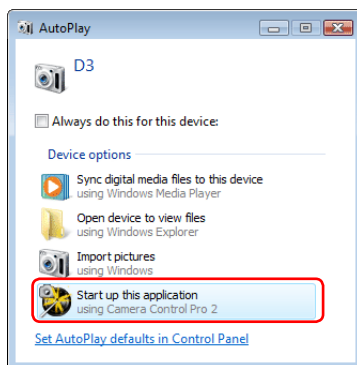 AutoPlay
D3
Always do this for this device:
Device options
Sync digital media files to this device
using Windows Media Player
Open device to view files
using Windows Explorer
Import pictures
using Windows
Start up this application
using Camera Control Pro 2
Set AutoPlay defaults in Control Panel